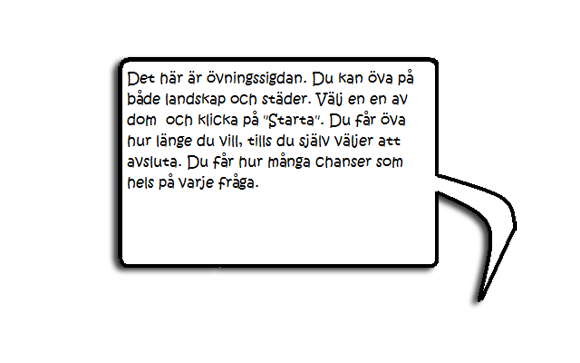 Det här är övningssigdan. Du kan öva på
både landskap och städer. Välj en en av
dom och klicka på "Starta". Du får öva
hur länge du vill, tills du själv väljer att
avsluta. Du får hur många chanser som
hels på varje fråga.